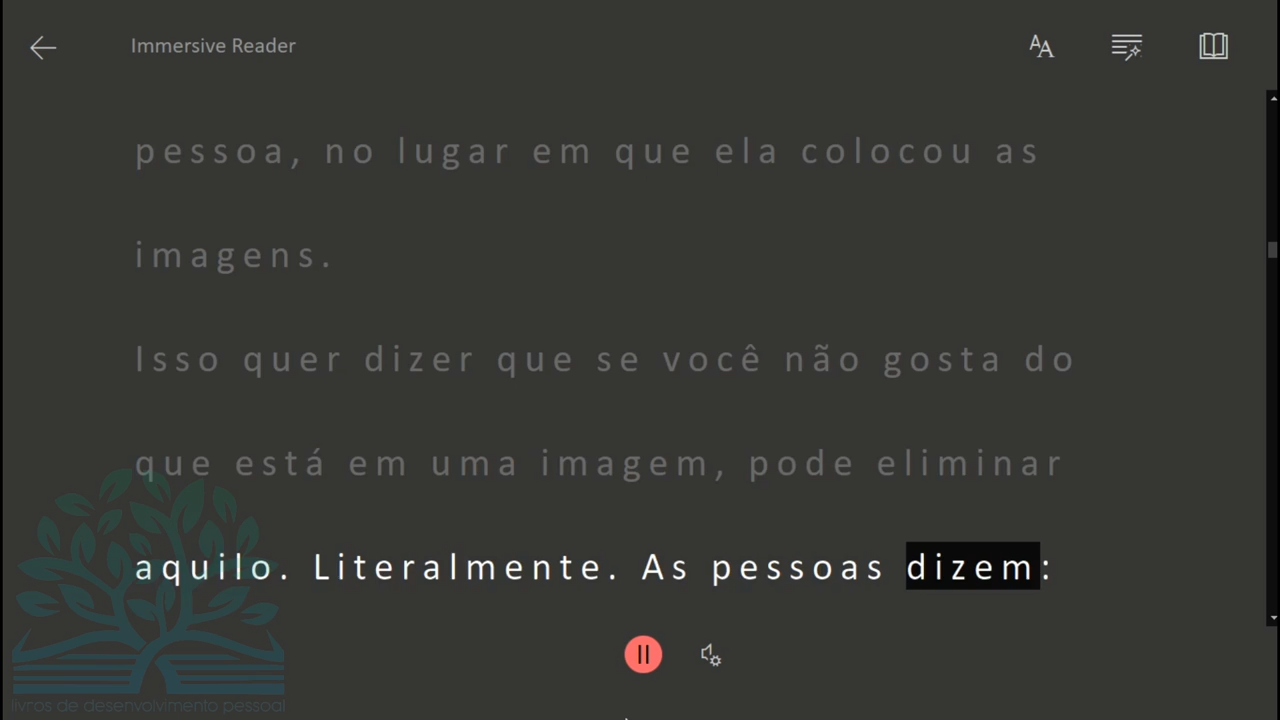 Immersive Reader
pessoa, no lugar em que ela colocou as
imagens.
Isso quer dizer que se você não gosta do
que está em uma imagem, pode eliminar
aquilo. Literalmente. As pessoas dizem:
livros de desenvolvimento pessoal